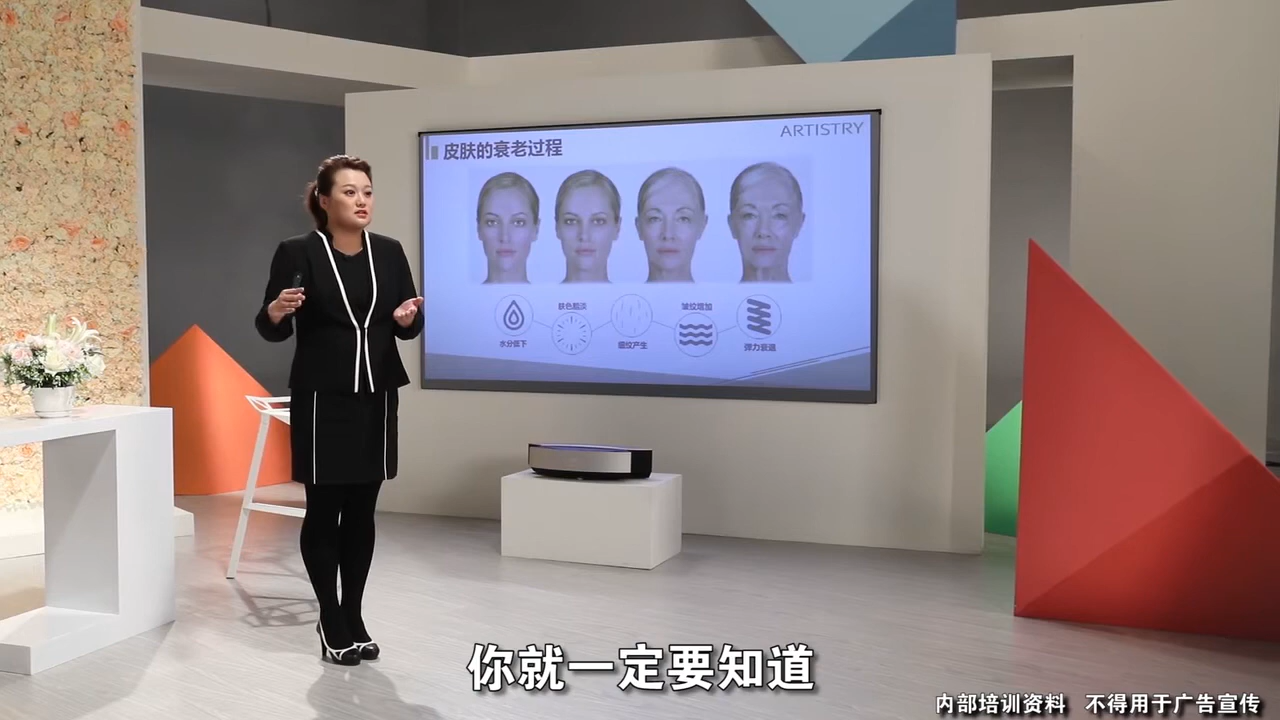 ARTISTRY
皮肤的衰老过程
肤色黯淡
皱纹增加
水分低下
细纹产生
弹力衰退
你就一定要知道
内部培训资料 不得用于广告宣传